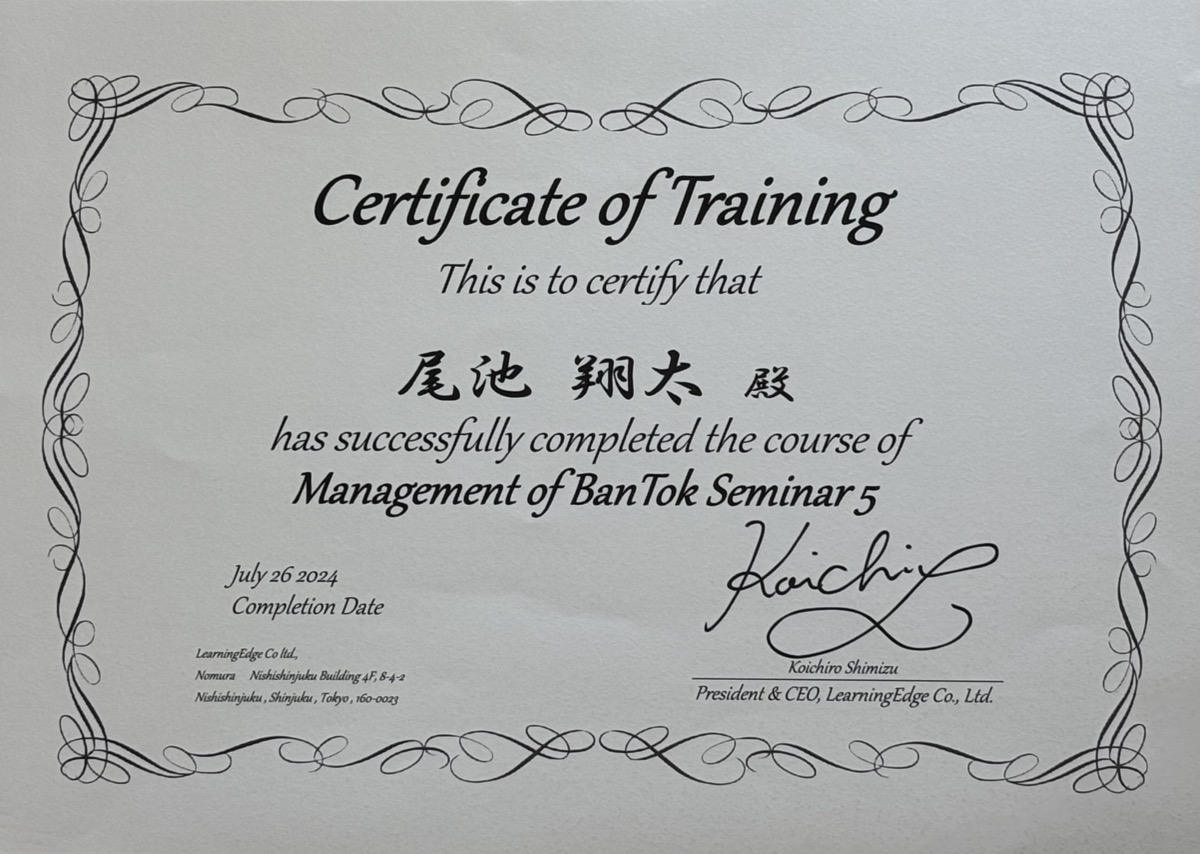 Certificate of Training
This is to certify that
尾池 翔太 殿
has successfully completed the course of
Management of BanTok Seminar 5
July 26 2024
Completion Date
LearningEdge Co ltd.,
Nomura Nishishinjuku Building 4F, 8-4-2
Nishishinjuku , Shinjuku , Tokyo , 160-0023
Koichiro
Koichiro Shimizu
President & CEO, LearningEdge Co., Ltd.